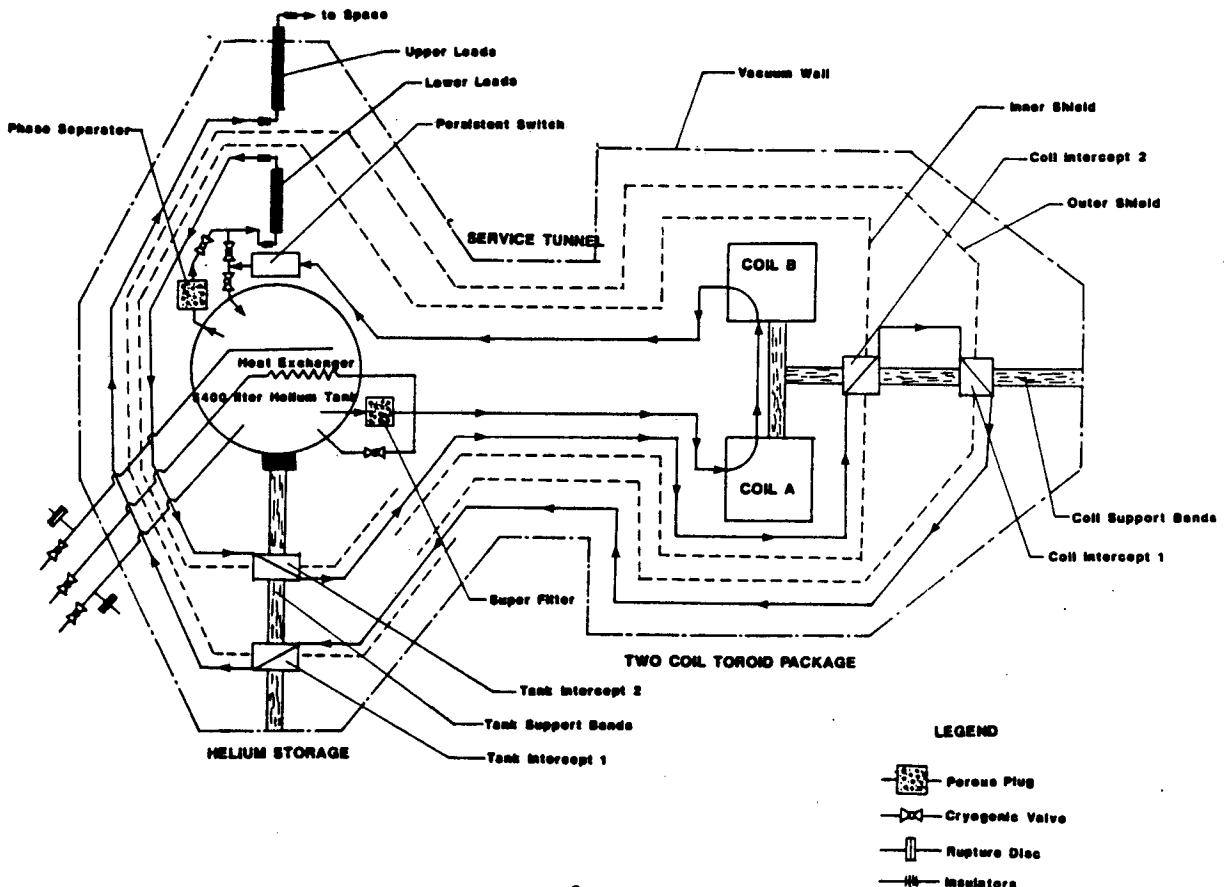 to Space
Upper Leads
Vacuum Wall
Lower Leads
Inner Shield
Persistent Switch
Phase Separator
Coil Intercept 2
Outer Shield
SERVICE TUNNEL
COIL B
Heat Exchanger
5400 liter Helium Tank
COIL A
Coil Support Bands
Coil Intercept 1
Super Filter
TWO COIL TOROID PACKAGE
Tank Intercept 2
Tank Support Bands
HELIUM STORAGE
Tank Intercept 1
LEGEND
Porous Plug
Cryogenic Valve
Rupture Disc
Insulators